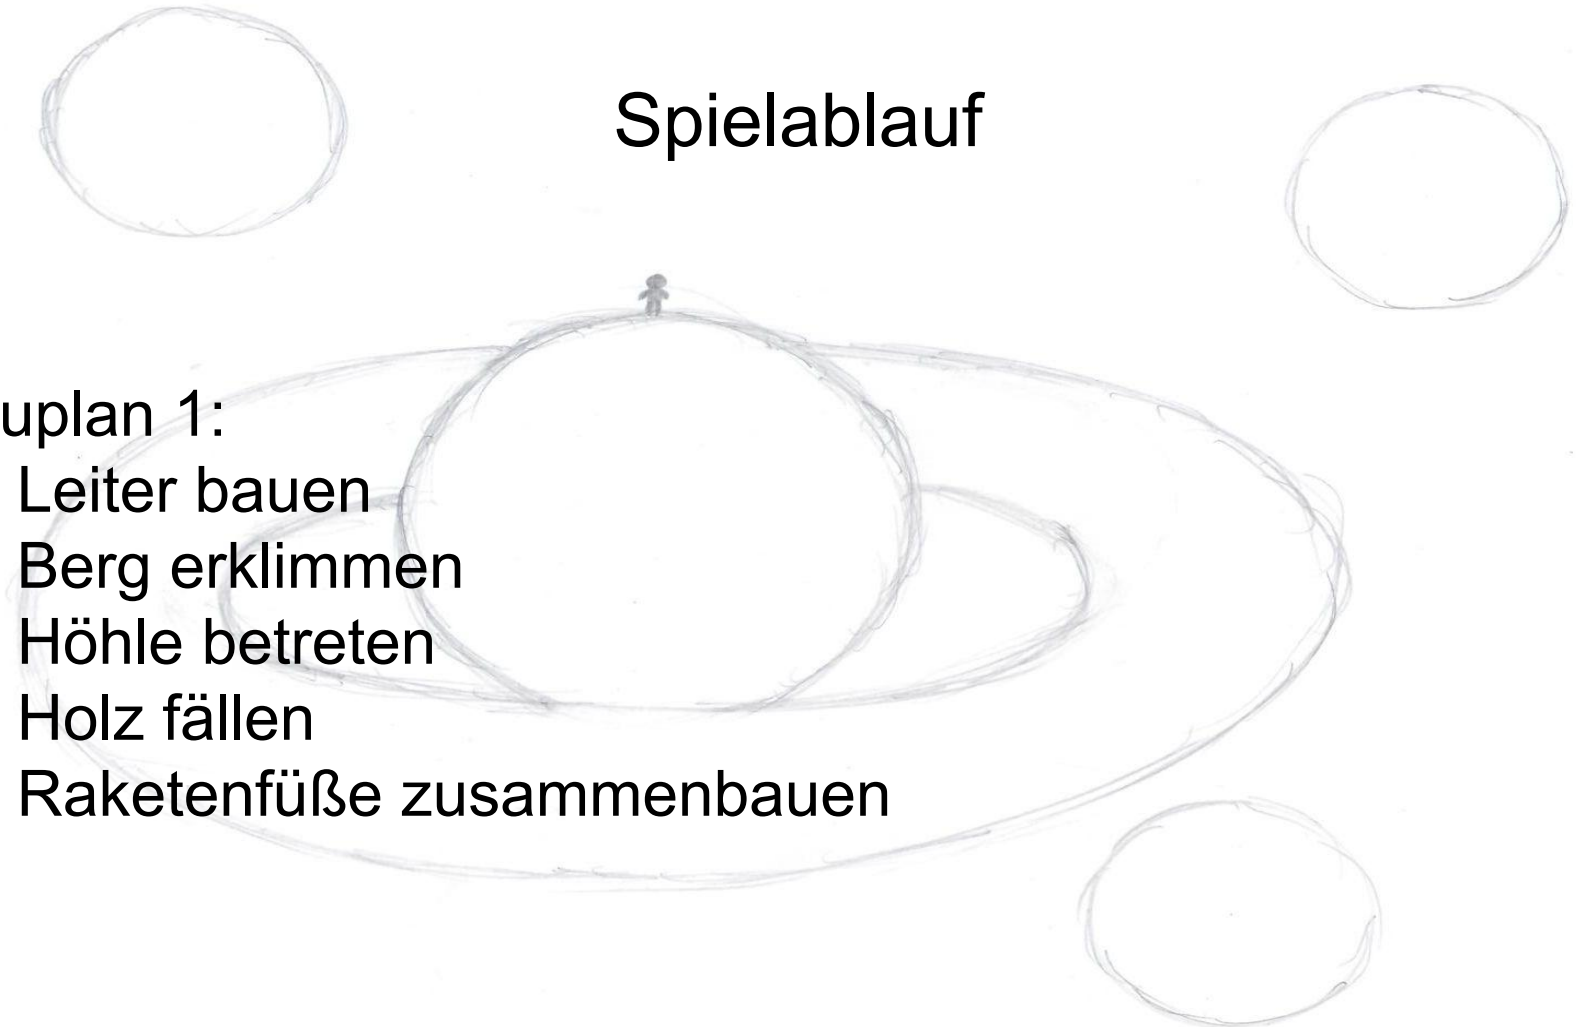 Spielablauf
uplan 1:
Leiter bauen
Berg erklimmen
Höhle betreten
Holz fällen
Raketenfüße zusammenbauen